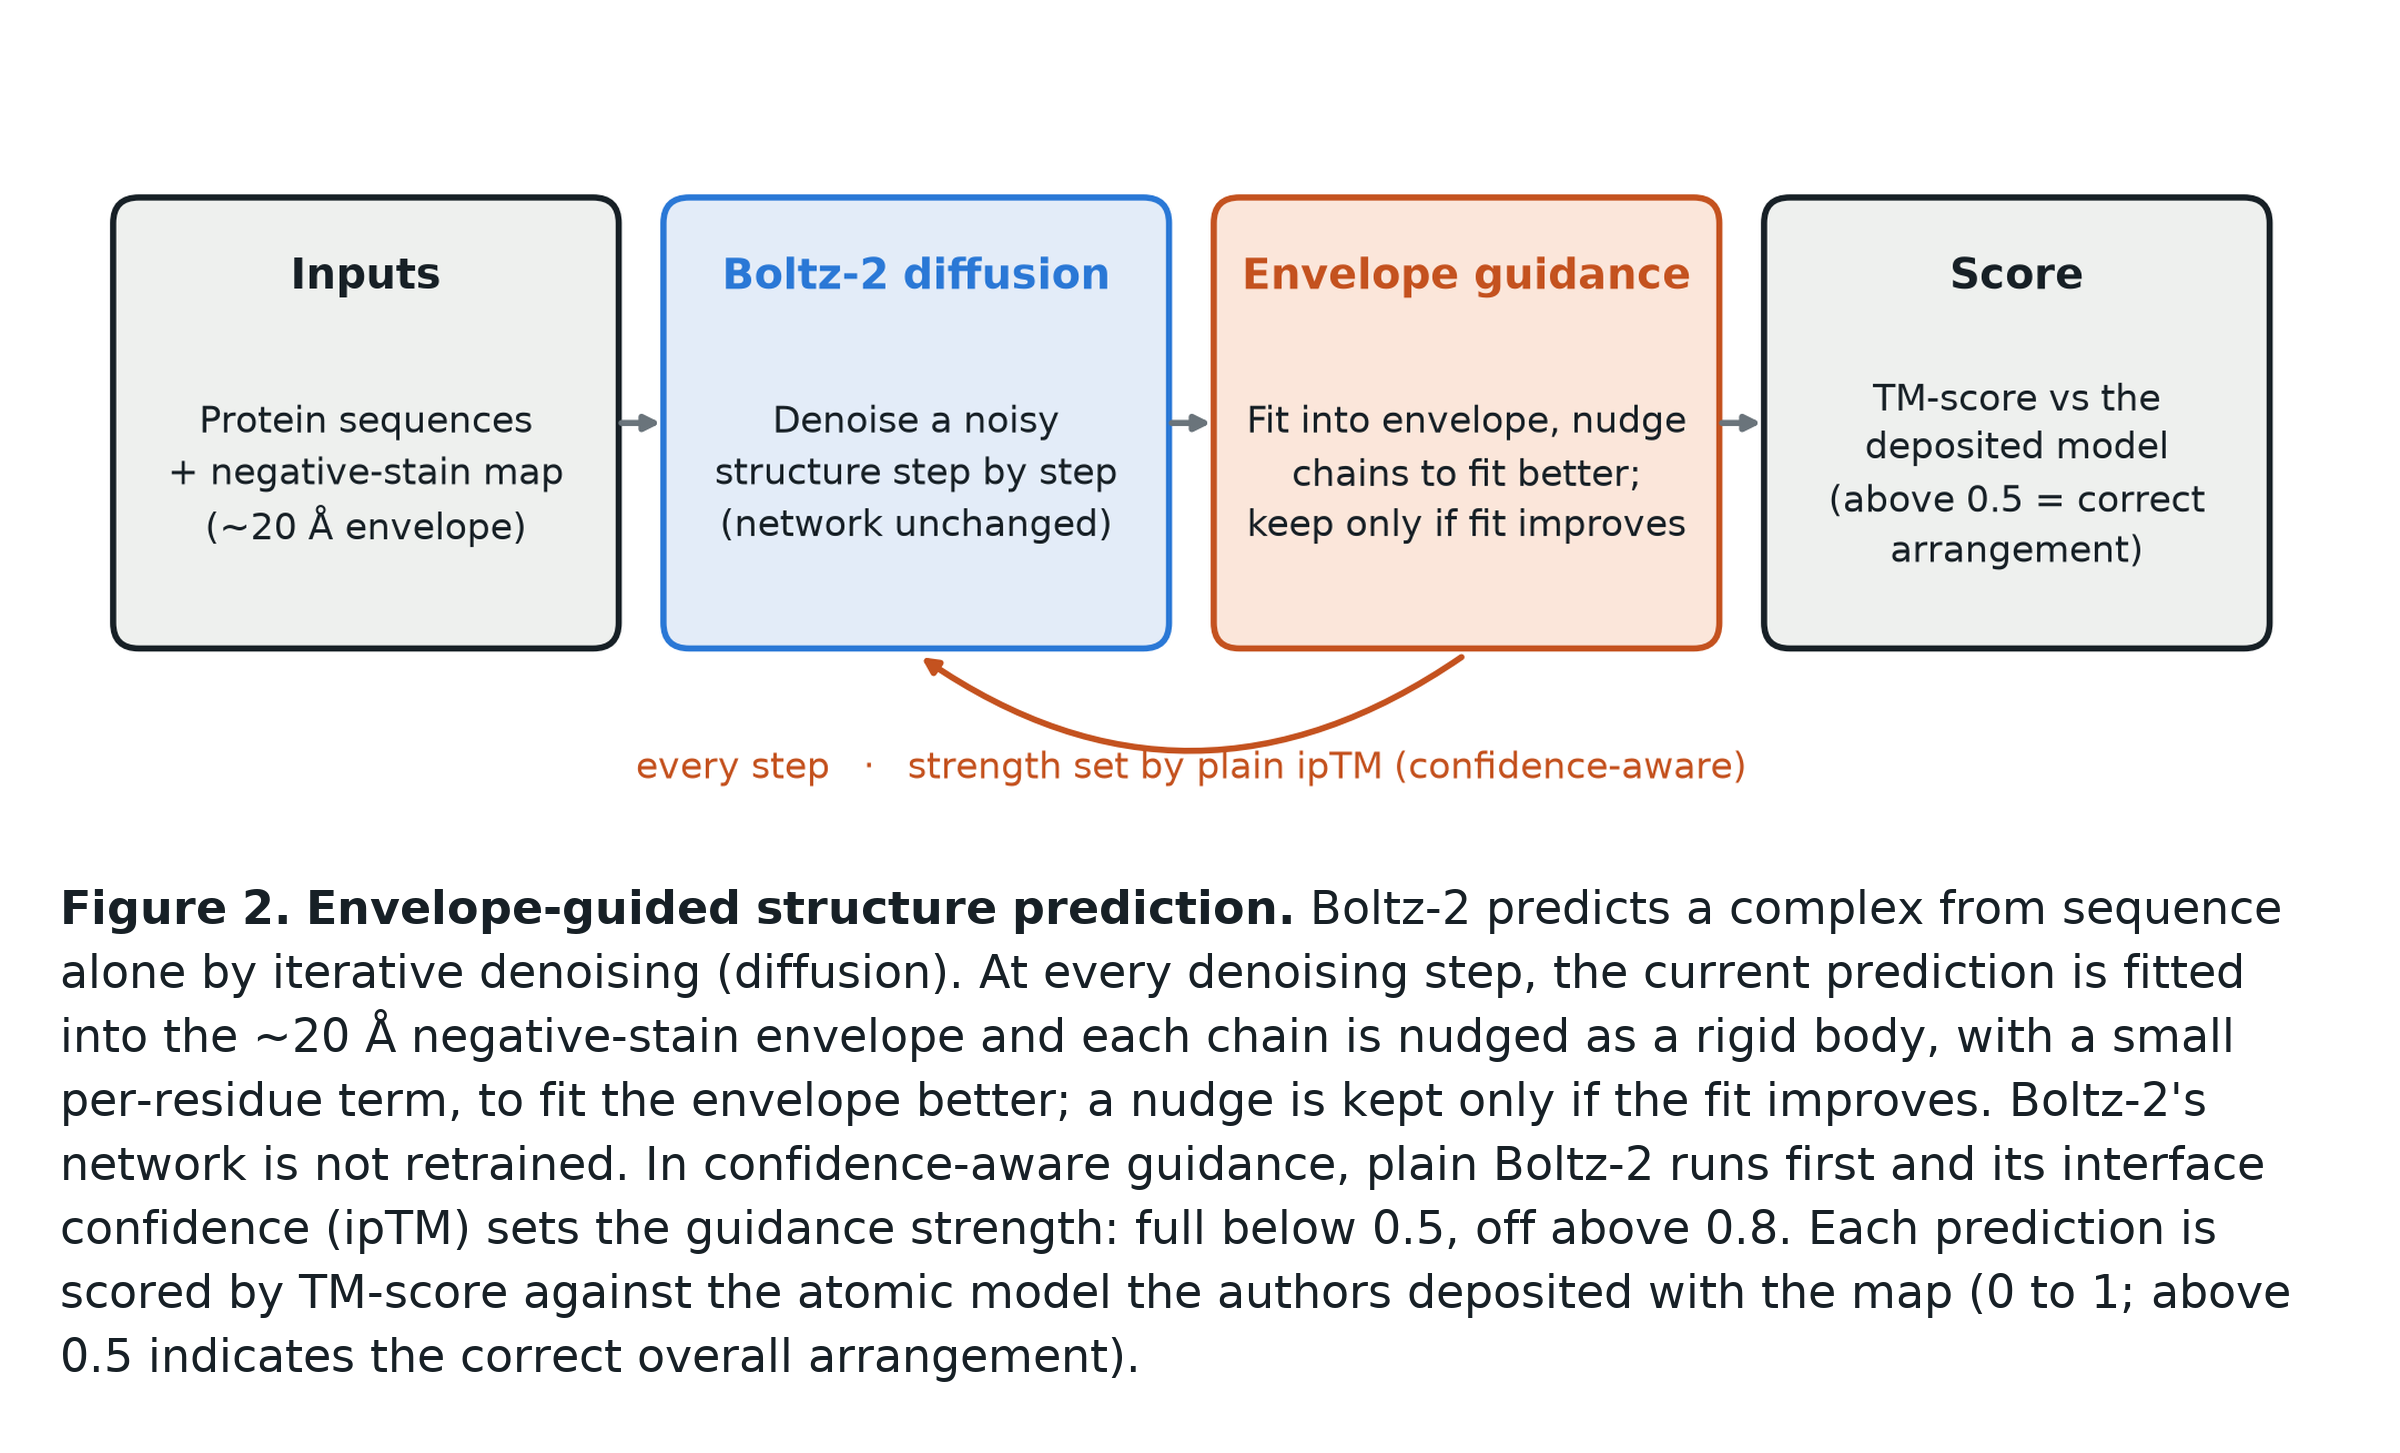 Inputs
Protein sequences
+ negative-stain map
(~20 Å envelope)
Boltz-2 diffusion
Denoise a noisy
structure step by step
(network unchanged)
Envelope guidance
Fit into envelope, nudge
chains to fit better;
keep only if fit improves
Score
TM-score vs the
deposited model
(above 0.5 = correct
arrangement)
every step · strength set by plain ipTM (confidence-aware)
Figure 2. Envelope-guided structure prediction. Boltz-2 predicts a complex from sequence
alone by iterative denoising (diffusion). At every denoising step, the current prediction is fitted
into the ~20 Å negative-stain envelope and each chain is nudged as a rigid body, with a small
per-residue term, to fit the envelope better; a nudge is kept only if the fit improves. Boltz-2's
network is not retrained. In confidence-aware guidance, plain Boltz-2 runs first and its interface
confidence (ipTM) sets the guidance strength: full below 0.5, off above 0.8. Each prediction is
scored by TM-score against the atomic model the authors deposited with the map (0 to 1; above
0.5 indicates the correct overall arrangement).